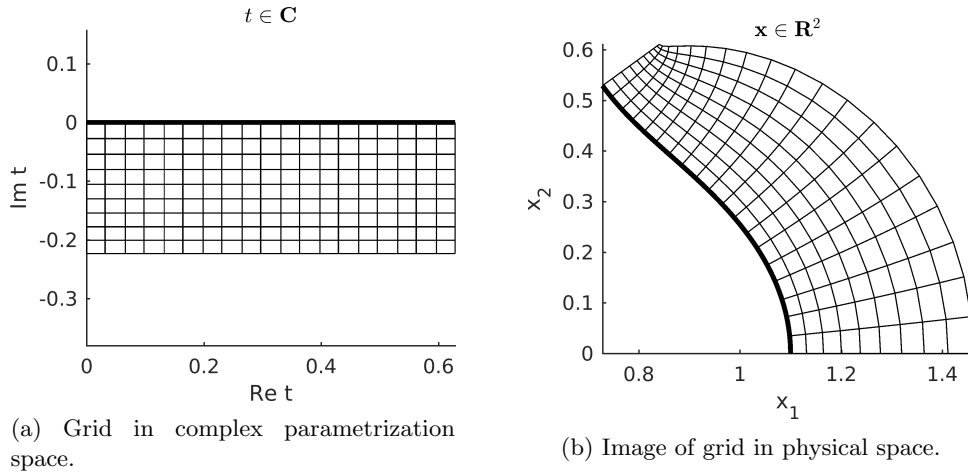 t ∈ C
0.1
0
-0.1
-0.2
-0.3
Im t
0
0.2
0.4
0.6
Re t
(a) Grid in complex parametrization
space.
x ∈ R²
0.6
0.5
0.4
0.3
0.2
0.1
0
x₂
0.8
1
1.2
1.4
x₁
(b) Image of grid in physical space.